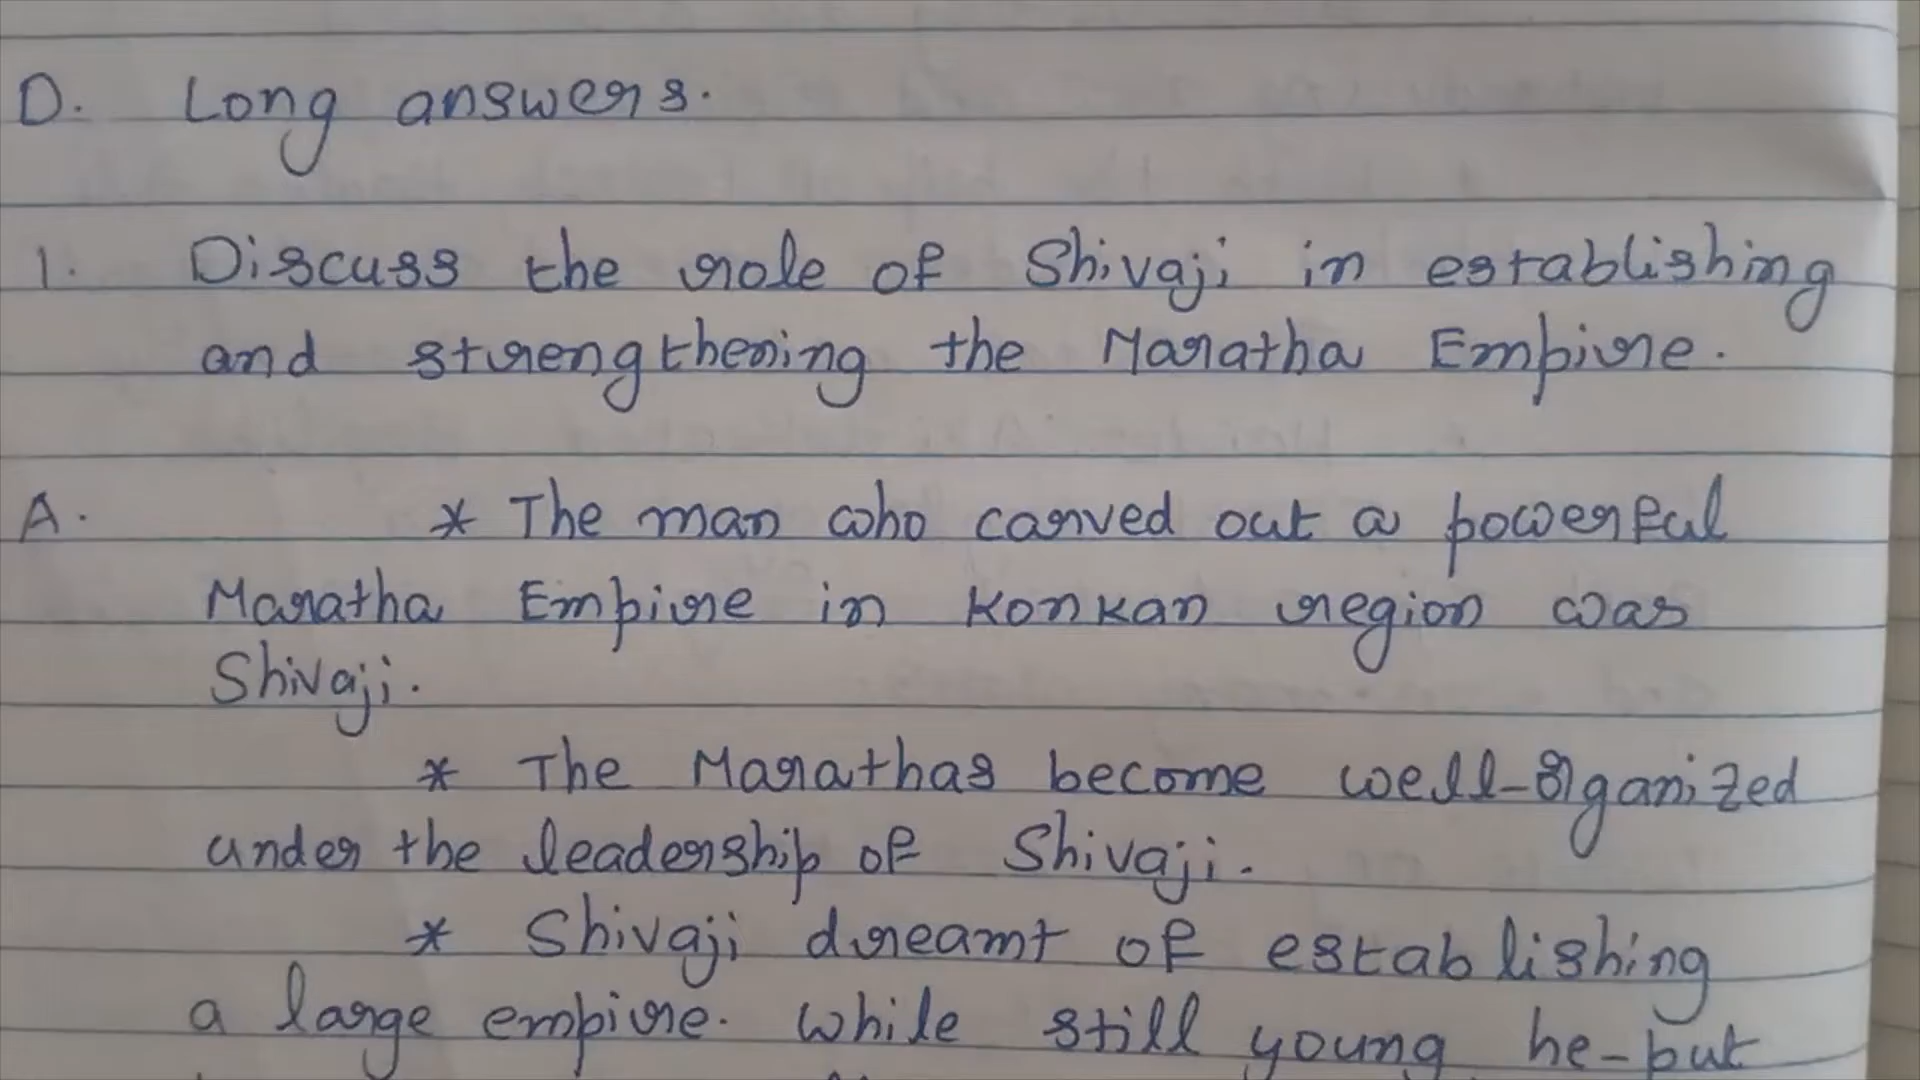 D. Long answers.
1. Discuss the role of Shivaji in establishing
and strengthening the Maratha Empire.
A. * The man who carved out a powerful
Maratha Empire in Konkan region was
Shivaji.
* The Marathas become well-organized
under the leadership of Shivaji.
* Shivaji dreamt of establishing
a large empire. While still young he-put